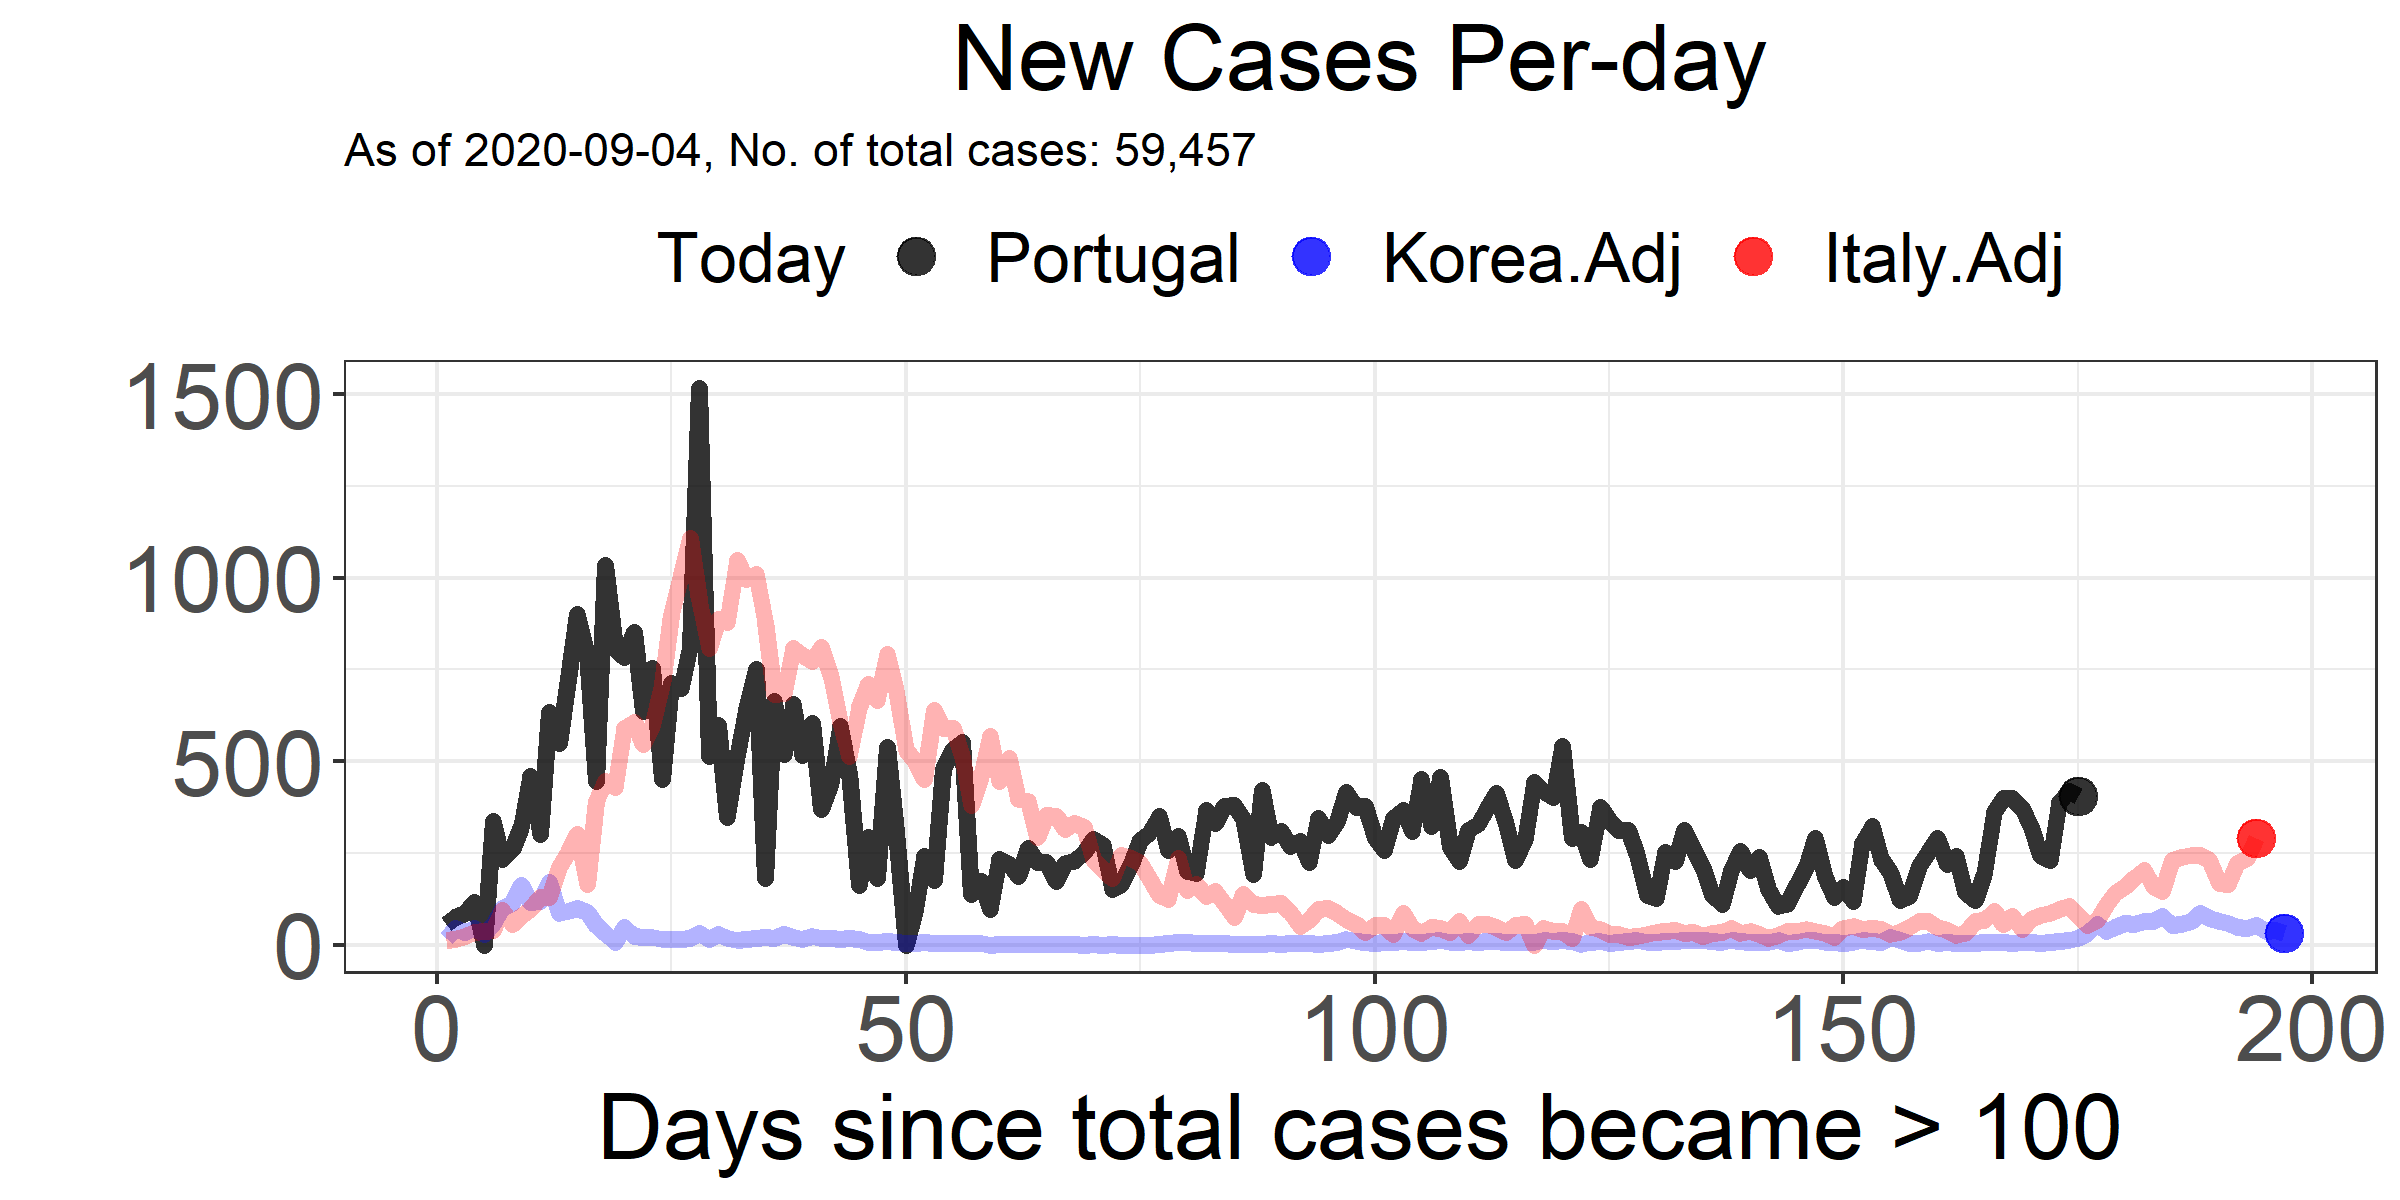 New Cases Per-day
As of 2020-09-04, No. of total cases: 59,457
Today Portugal Korea.Adj Italy.Adj
1500
1000
500
0
0 50 100 150 200
Days since total cases became > 100